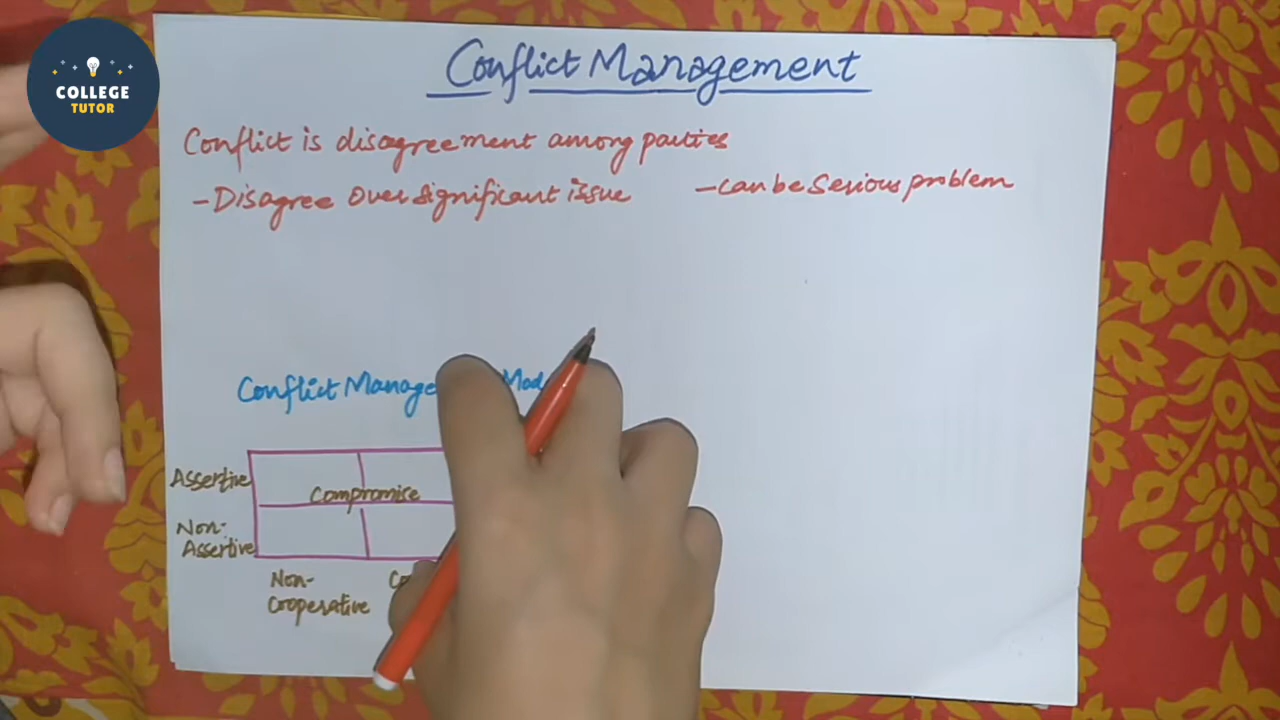 COLLEGE
TUTOR
Conflict Management
Conflict is disagreement among parties
- Disagree Over significant issue
- can be Serious problem
Conflict
Assertive
Compromise
Non-
Assertive
Non-
Cooperative